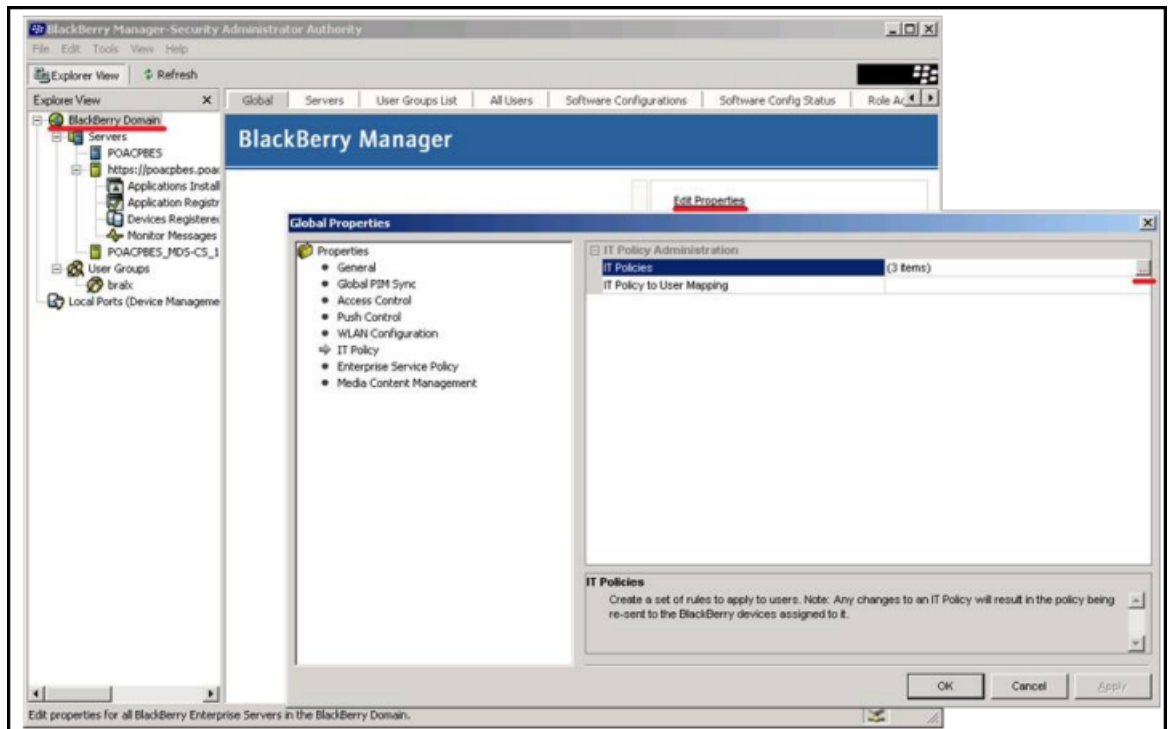 BlackBerry Manager-Security Administrator Authority
File Edit Tools View Help
Explorer View Refresh
Explorer View
Global Servers User Groups List All Users Software Configurations Software Config Status Role Ac
BlackBerry Domain
Servers
POACPBES
https://poacpbes.poac
Applications Install
Application Registr
Devices Registered
Monitor Messages
POACPBES_MDS-CS_1
User Groups
bralx
Local Ports (Device Manageme
BlackBerry Manager
Edit Properties
Global Properties
Properties
General
Global PIM Sync
Access Control
Push Control
WLAN Configuration
IT Policy
Enterprise Service Policy
Media Content Management
IT Policy Administration
IT Policies (3 items) ...
IT Policy to User Mapping
IT Policies
Create a set of rules to apply to users. Note: Any changes to an IT Policy will result in the policy being
re-sent to the BlackBerry devices assigned to it.
OK Cancel Apply
Edit properties for all BlackBerry Enterprise Servers in the BlackBerry Domain.